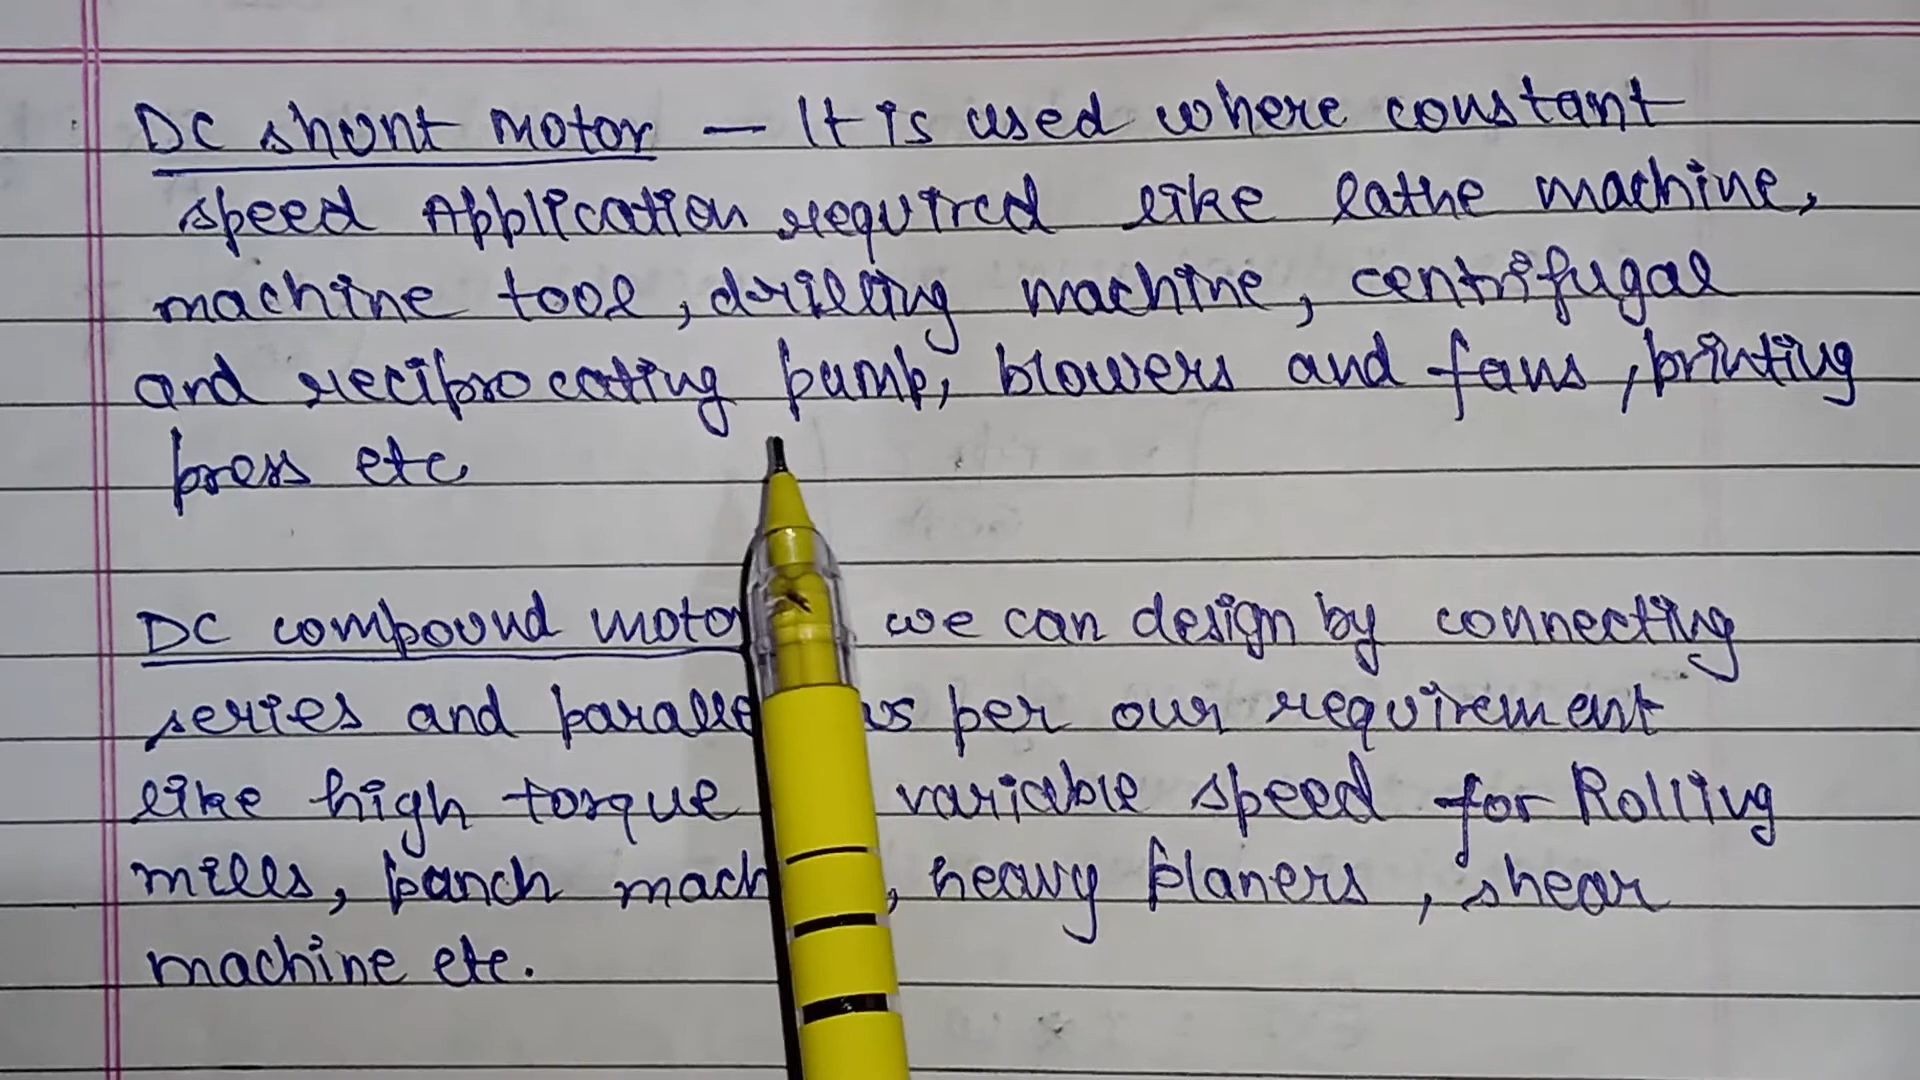 DC shunt motor — It is used where constant
speed Application required like lathe machine,
machine tool, drilling machine, centrifugal
and reciprocating pump, blowers and fans, printing
press etc
DC compound motor we can design by connecting
series and paralle as per our requirement
like high torque variable speed for Rolling
mills, panch mach , heavy planers, shear
machine etc.